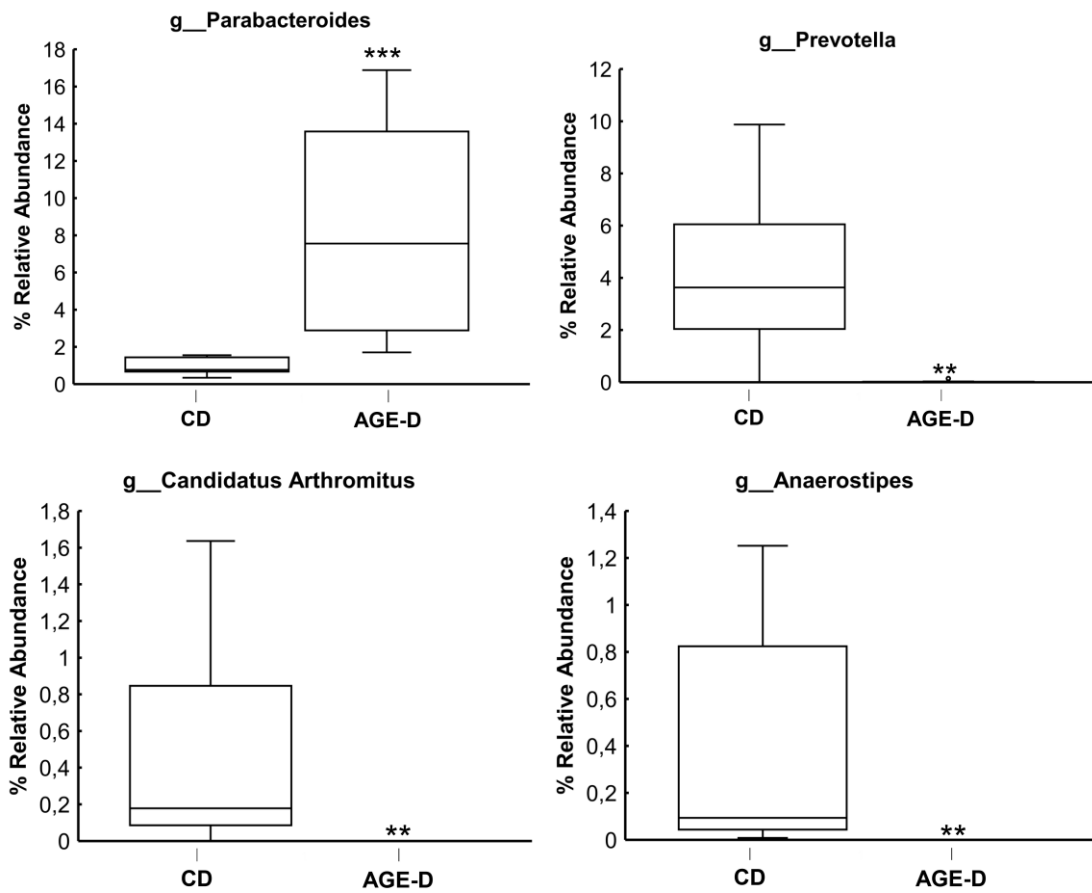 g__Parabacteroides
% Relative Abundance
18
16
14
12
10
8
6
4
2
0
***
CD
AGE-D
g__Prevotella
% Relative Abundance
12
10
8
6
4
2
0
**
CD
AGE-D
g__Candidatus Arthromitus
% Relative Abundance
1,8
1,6
1,4
1,2
1
0,8
0,6
0,4
0,2
0
**
CD
AGE-D
g__Anaerostipes
% Relative Abundance
1,4
1,2
1
0,8
0,6
0,4
0,2
0
**
CD
AGE-D